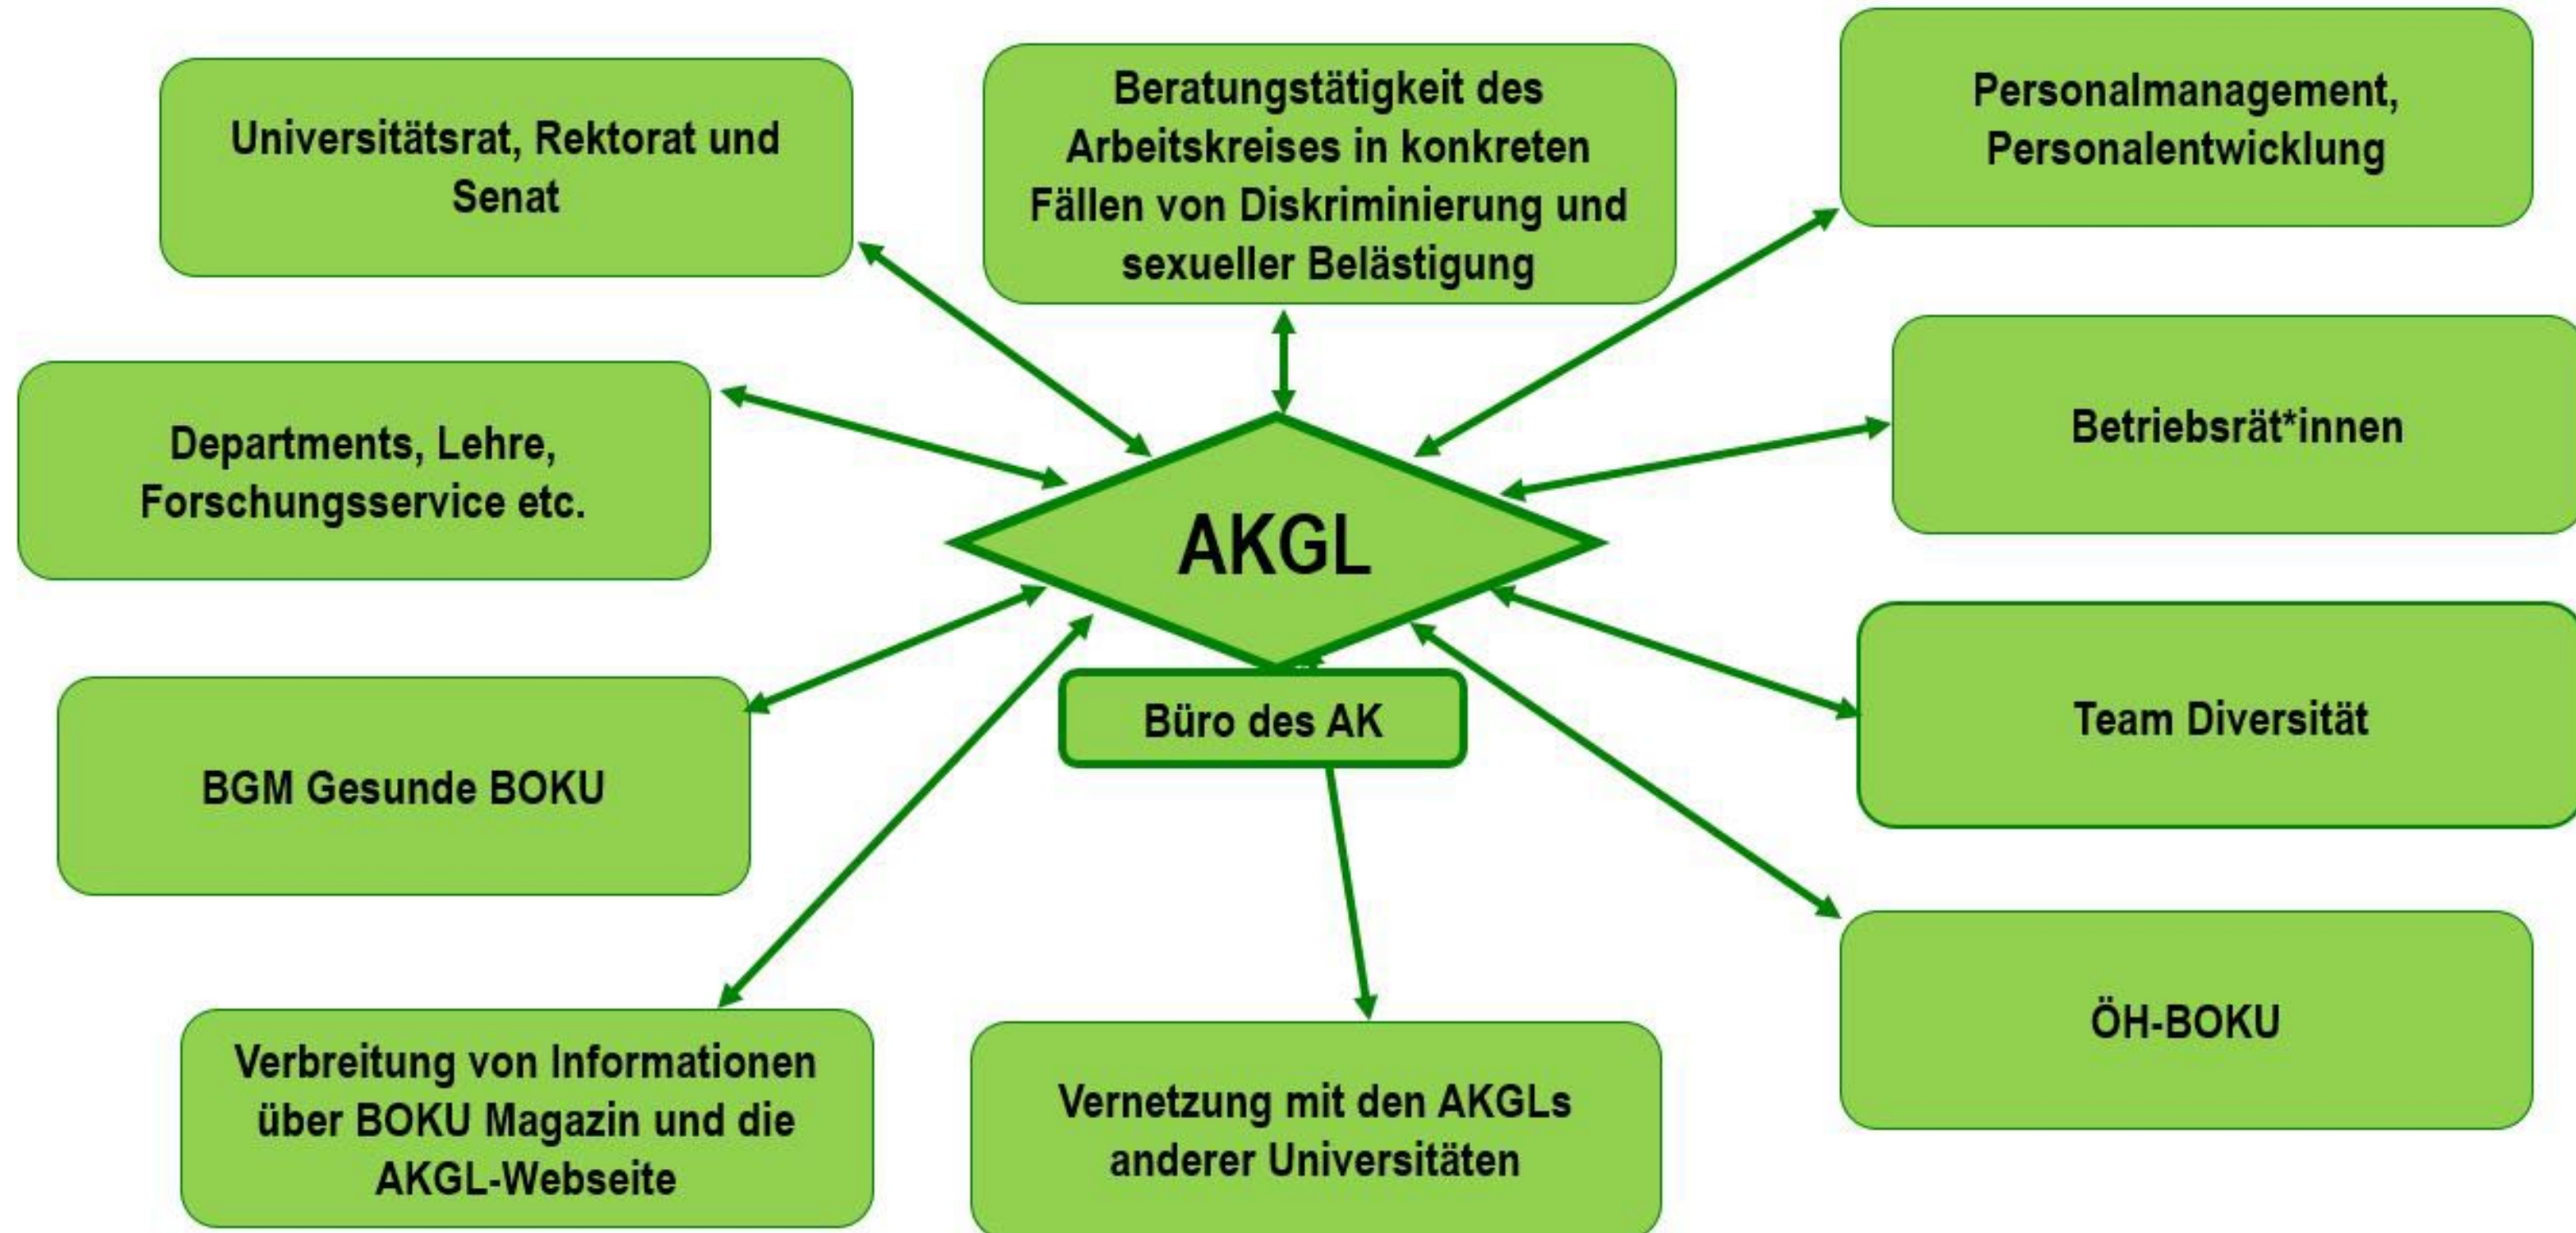 Universitätsrat, Rektorat und
Senat
Beratungstätigkeit des
Arbeitskreises in konkreten
Fällen von Diskriminierung und
sexueller Belästigung
Personalmanagement,
Personalentwicklung
Departments, Lehre,
Forschungsservice etc.
Betriebsrät*innen
AKGL
Büro des AK
Team Diversität
BGM Gesunde BOKU
ÖH-BOKU
Verbreitung von Informationen
über BOKU Magazin und die
AKGL-Webseite
Vernetzung mit den AKGLs
anderer Universitäten